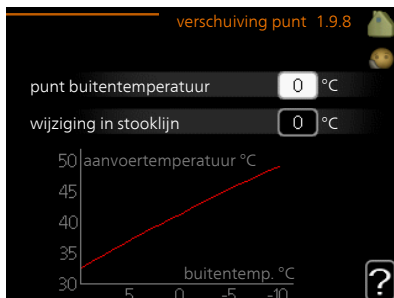 verschuiving punt 1.9.8
punt buitentemperatuur 0 °C
wijziging in stooklijn 0 °C
50 aanvoertemperatuur °C
45
40
35
buitentemp. °C
30
5 0 -5 -10
?